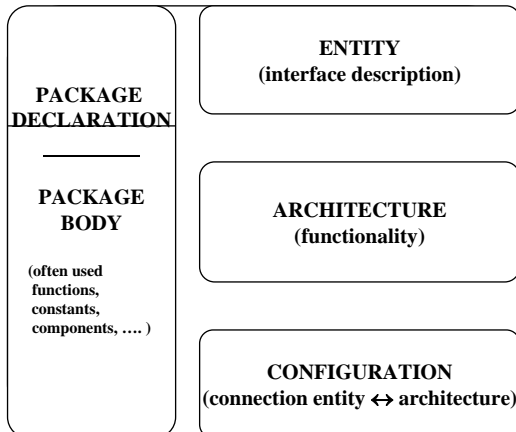 PACKAGE
DECLARATION
PACKAGE
BODY
(often used
functions,
constants,
components, …. )
ENTITY
(interface description)
ARCHITECTURE
(functionality)
CONFIGURATION
(connection entity ↔ architecture)